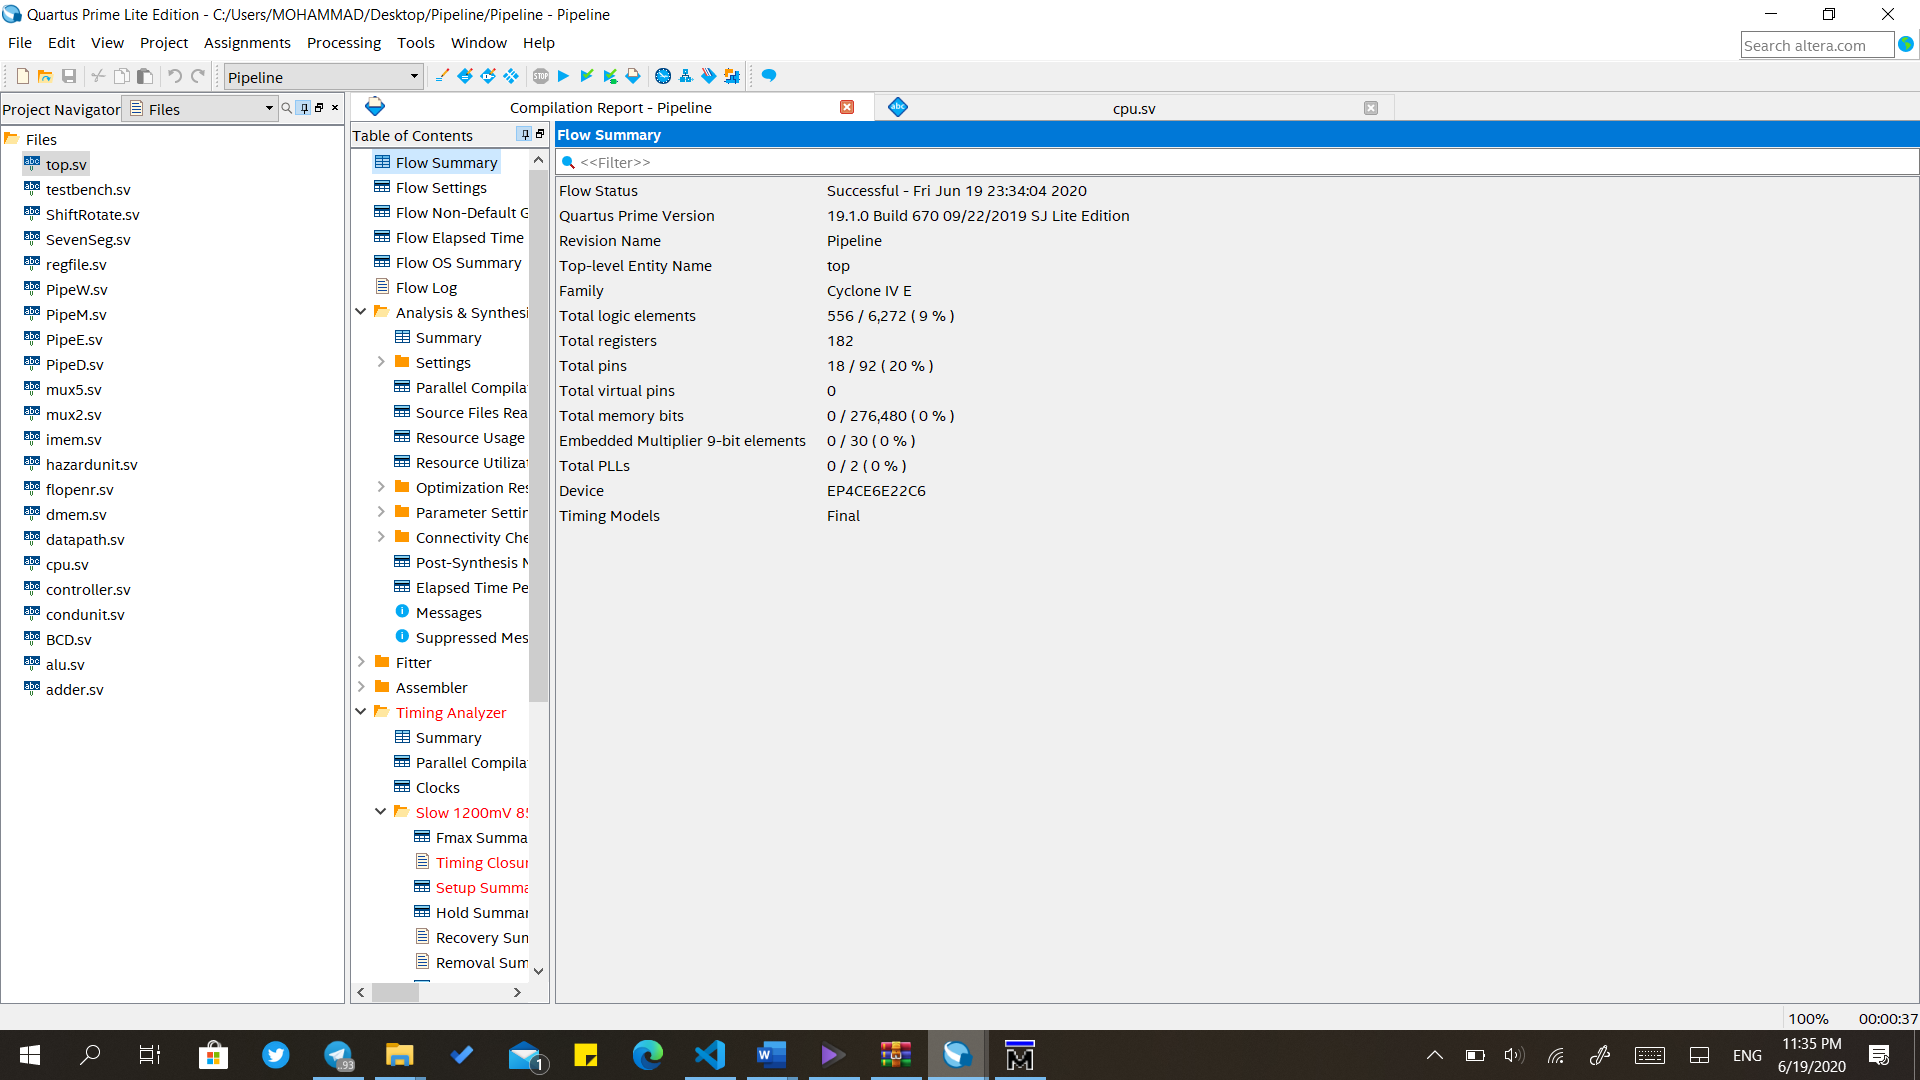 Quartus Prime Lite Edition - C:/Users/MOHAMMAD/Desktop/Pipeline/Pipeline - Pipeline
File Edit View Project Assignments Processing Tools Window Help
Search altera.com
Pipeline
Project Navigator Files
Files
top.sv
testbench.sv
ShiftRotate.sv
SevenSeg.sv
regfile.sv
PipeW.sv
PipeM.sv
PipeE.sv
PipeD.sv
mux5.sv
mux2.sv
imem.sv
hazardunit.sv
flopenr.sv
dmem.sv
datapath.sv
cpu.sv
controller.sv
condunit.sv
BCD.sv
alu.sv
adder.sv
Compilation Report - Pipeline
cpu.sv
Table of Contents
Flow Summary
Flow Settings
Flow Non-Default G
Flow Elapsed Time
Flow OS Summary
Flow Log
Analysis & Synthesi
Summary
Settings
Parallel Compila
Source Files Rea
Resource Usage
Resource Utiliza
Optimization Res
Parameter Settin
Connectivity Che
Post-Synthesis N
Elapsed Time Pe
Messages
Suppressed Mes
Fitter
Assembler
Timing Analyzer
Summary
Parallel Compila
Clocks
Slow 1200mV 85
Fmax Summa
Timing Closur
Setup Summa
Hold Summar
Recovery Sum
Removal Sum
Flow Summary
<<Filter>>
Flow Status Successful - Fri Jun 19 23:34:04 2020
Quartus Prime Version 19.1.0 Build 670 09/22/2019 SJ Lite Edition
Revision Name Pipeline
Top-level Entity Name top
Family Cyclone IV E
Total logic elements 556 / 6,272 ( 9 % )
Total registers 182
Total pins 18 / 92 ( 20 % )
Total virtual pins 0
Total memory bits 0 / 276,480 ( 0 % )
Embedded Multiplier 9-bit elements 0 / 30 ( 0 % )
Total PLLs 0 / 2 ( 0 % )
Device EP4CE6E22C6
Timing Models Final
100% 00:00:37
..93
1
ENG
11:35 PM
6/19/2020